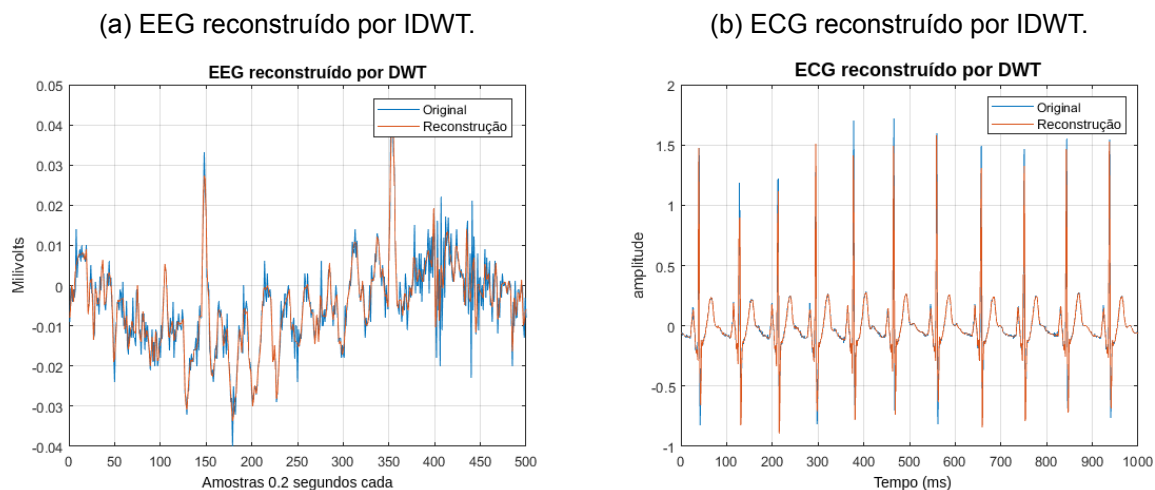 (a) EEG reconstruído por IDWT.
(b) ECG reconstruído por IDWT.
EEG reconstruído por DWT
Original
Reconstrução
Milivolts
0.05
0.04
0.03
0.02
0.01
0
-0.01
-0.02
-0.03
-0.04
0 50 100 150 200 250 300 350 400 450 500
Amostras 0.2 segundos cada
ECG reconstruído por DWT
Original
Reconstrução
amplitude
2
1.5
1
0.5
0
-0.5
-1
0 100 200 300 400 500 600 700 800 900 1000
Tempo (ms)